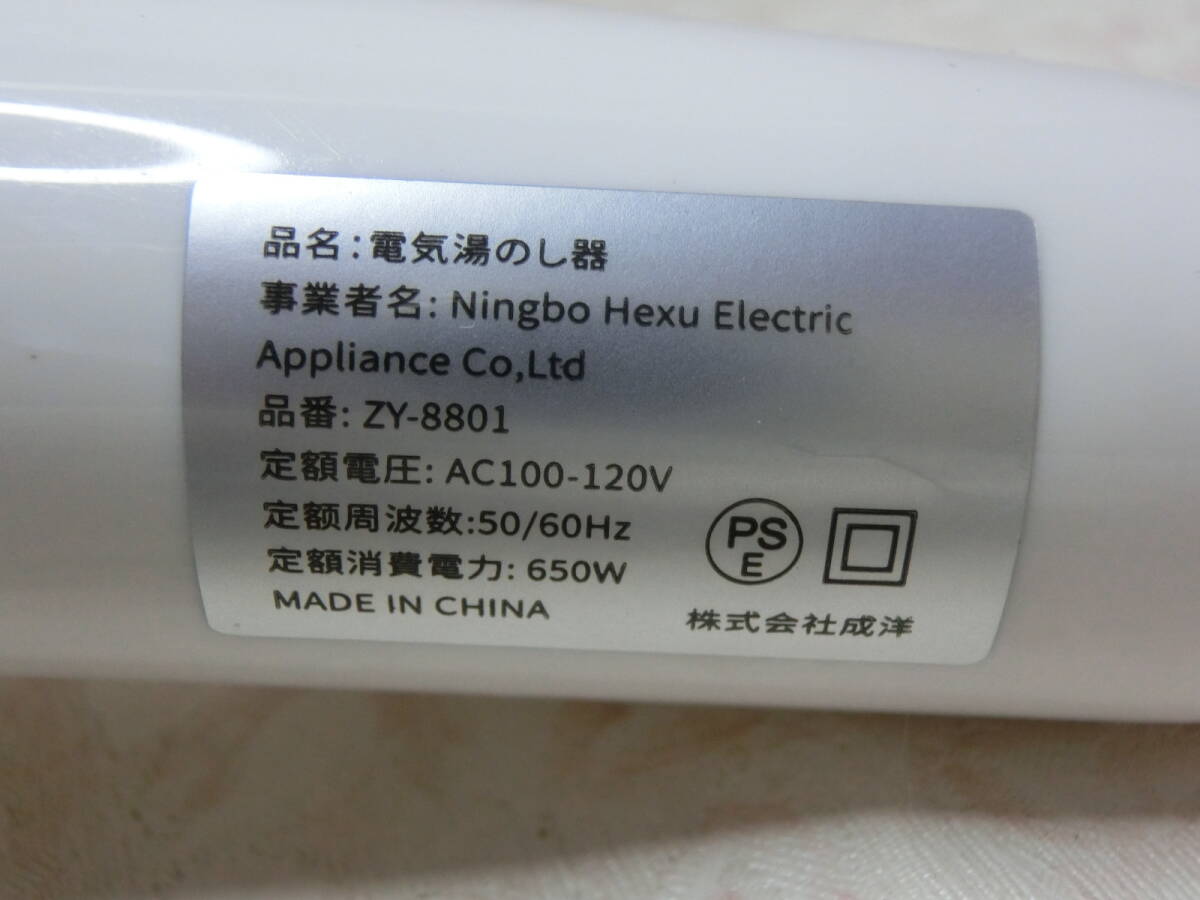 品名：電気湯のし器
事業者名: Ningbo Hexu Electric
Appliance Co,Ltd
品番: ZY-8801
定額電圧: AC100-120V
定额周波数:50/60Hz
定額消費電力: 650W
MADE IN CHINA
PS
E
株式会社成洋